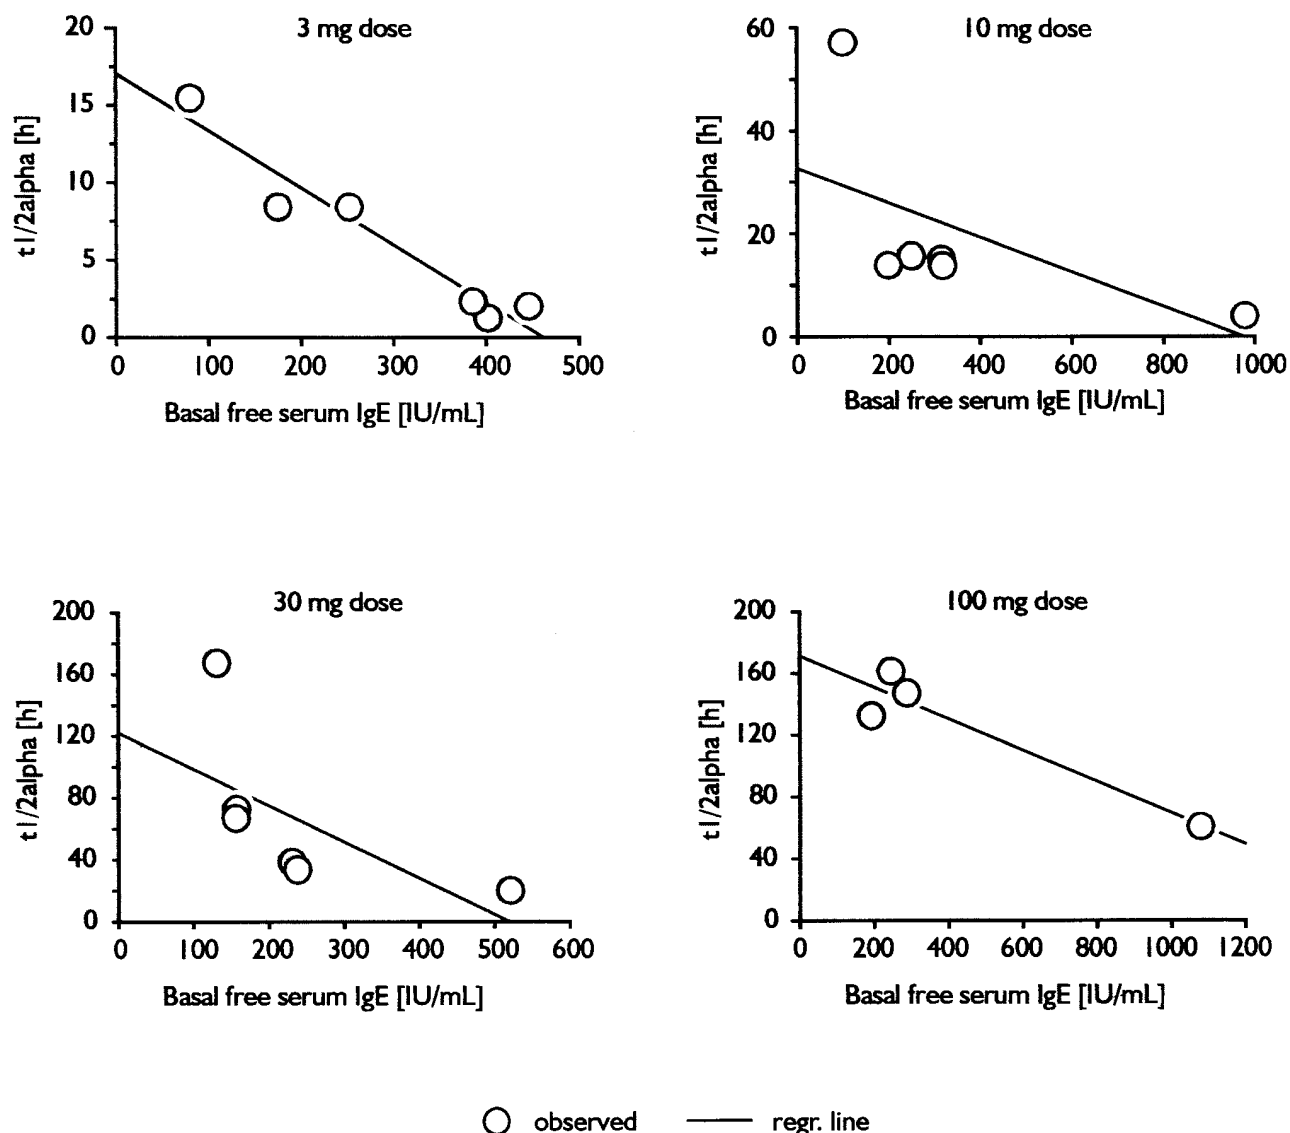 3 mg dose
20
15
10
5
0
t1/2alpha [h]
0 100 200 300 400 500
Basal free serum IgE [IU/mL]
10 mg dose
60
40
20
0
t1/2alpha [h]
0 200 400 600 800 1000
Basal free serum IgE [IU/mL]
30 mg dose
200
160
120
80
40
0
t1/2alpha [h]
0 100 200 300 400 500 600
Basal free serum IgE [IU/mL]
100 mg dose
200
160
120
80
40
0
t1/2alpha [h]
0 200 400 600 800 1000 1200
Basal free serum IgE [IU/mL]
observed regr. line